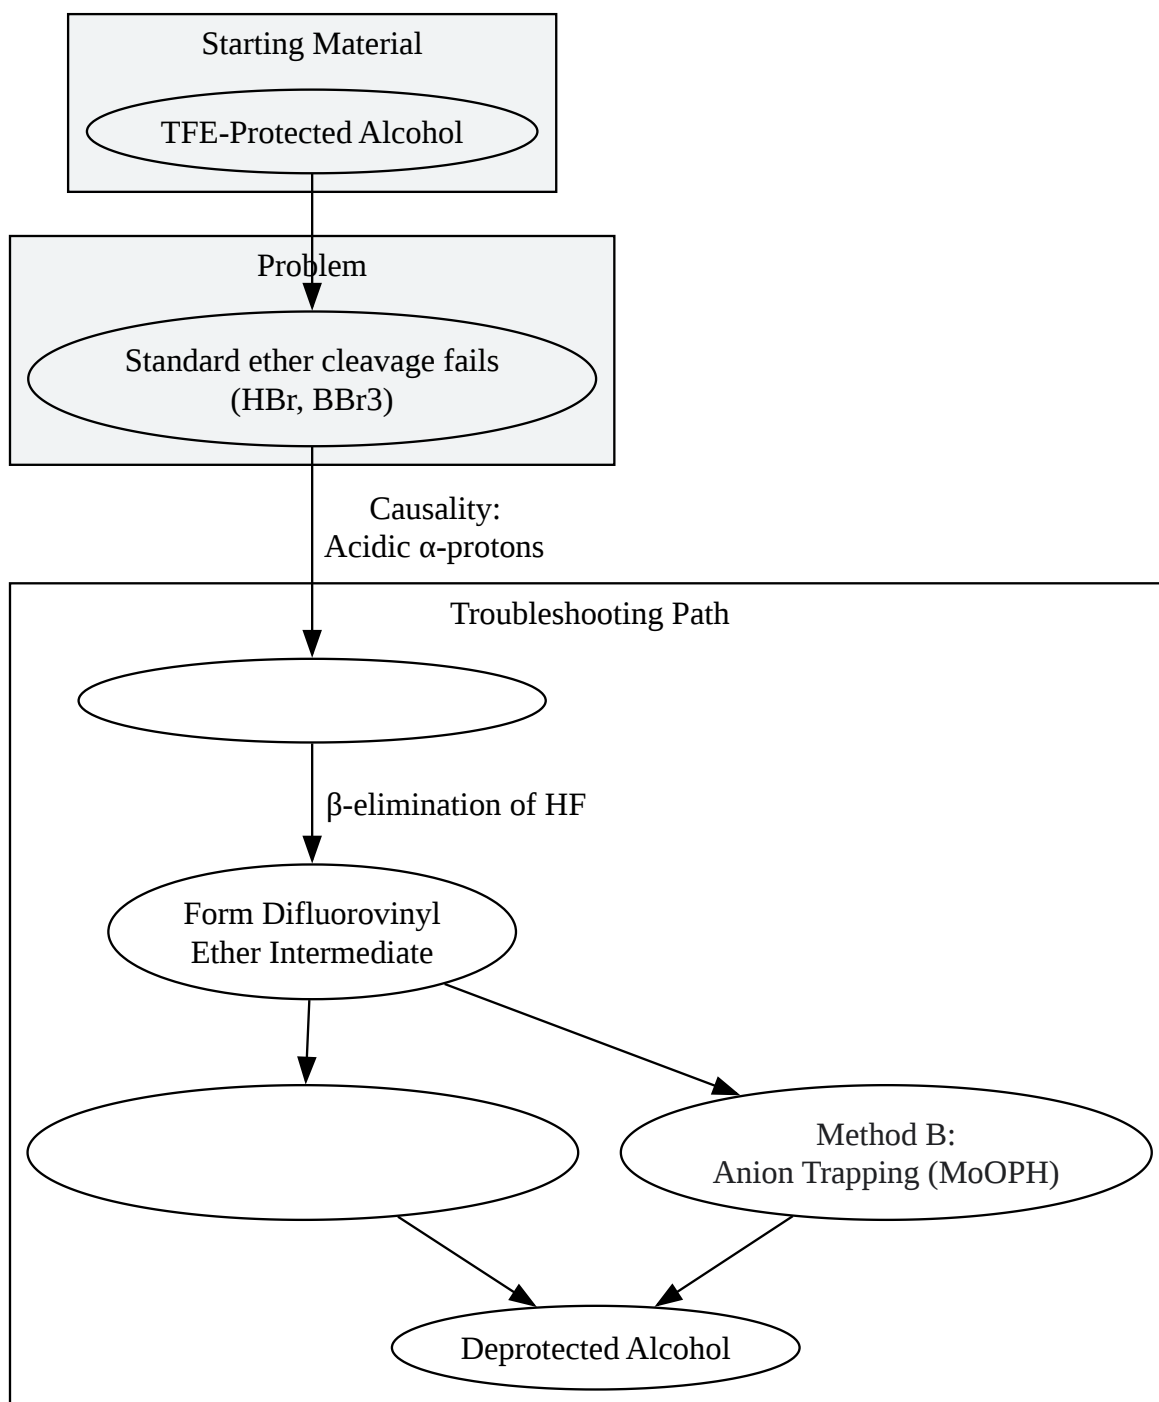 Starting Material
TFE-Protected Alcohol
Problem
Standard ether cleavage fails
(HBr, BBr3)
Causality:
Acidic α-protons
Troubleshooting Path
β-elimination of HF
Form Difluorovinyl
Ether Intermediate
Method B:
Anion Trapping (MoOPH)
Deprotected Alcohol